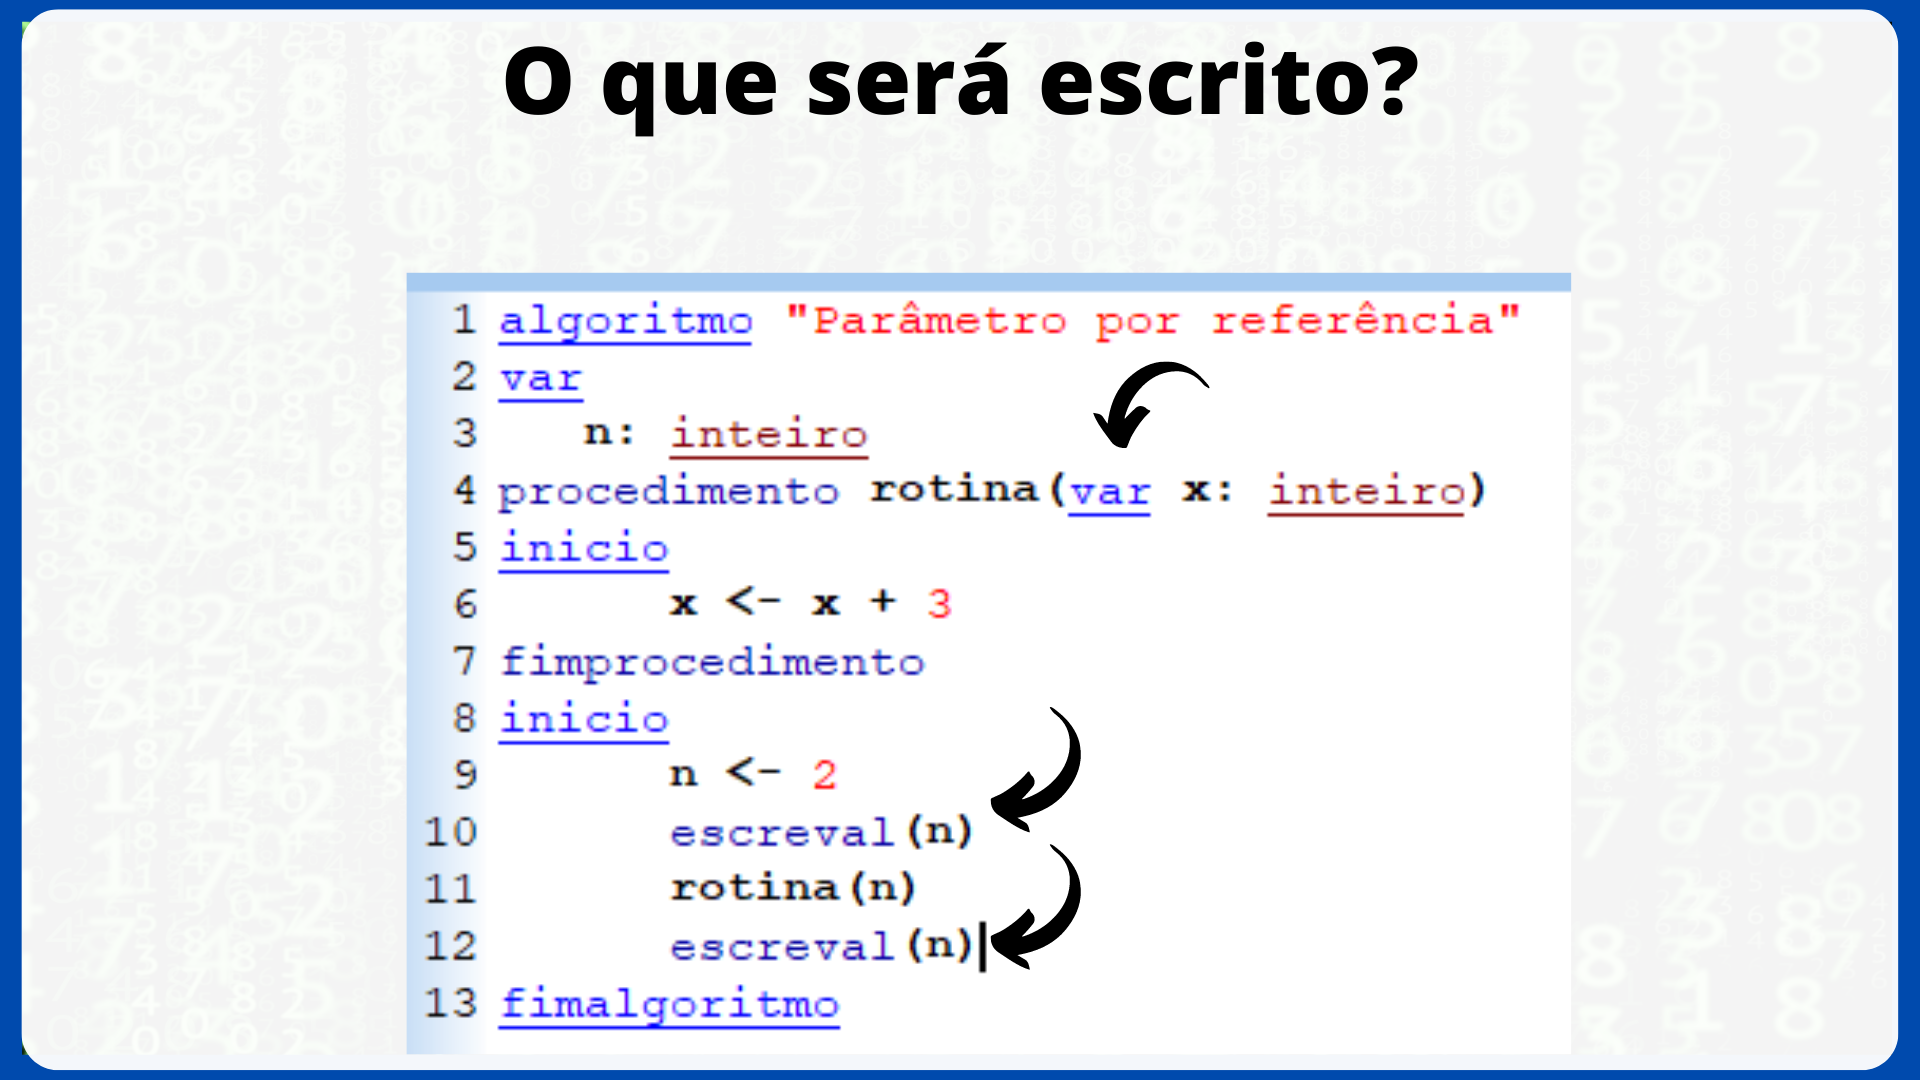 O que será escrito?
1 algoritmo "Parâmetro por referência"
2 var
3 n: inteiro
4 procedimento rotina(var x: inteiro)
5 inicio
6 x <- x + 3
7 fimprocedimento
8 inicio
9 n <- 2
10 escreval(n)
11 rotina(n)
12 escreval(n)
13 fimalgoritmo